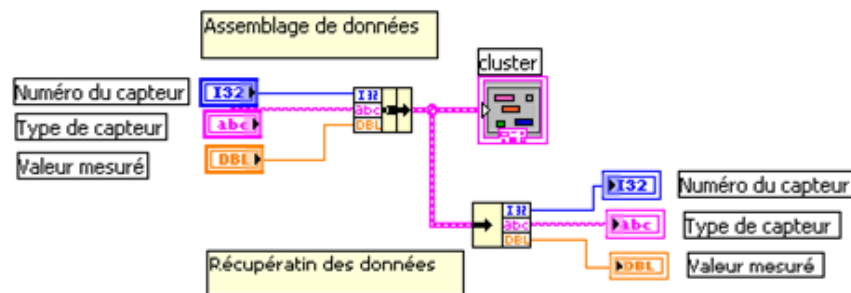 Assemblage de données
cluster
Numéro du capteur
I32
I32
Type de capteur
abc
abc
Valeur mesuré
DBL
DBL
I32
I32
Numéro du capteur
abc
abc
Type de capteur
DBL
DBL
Valeur mesuré
Récupératin des données